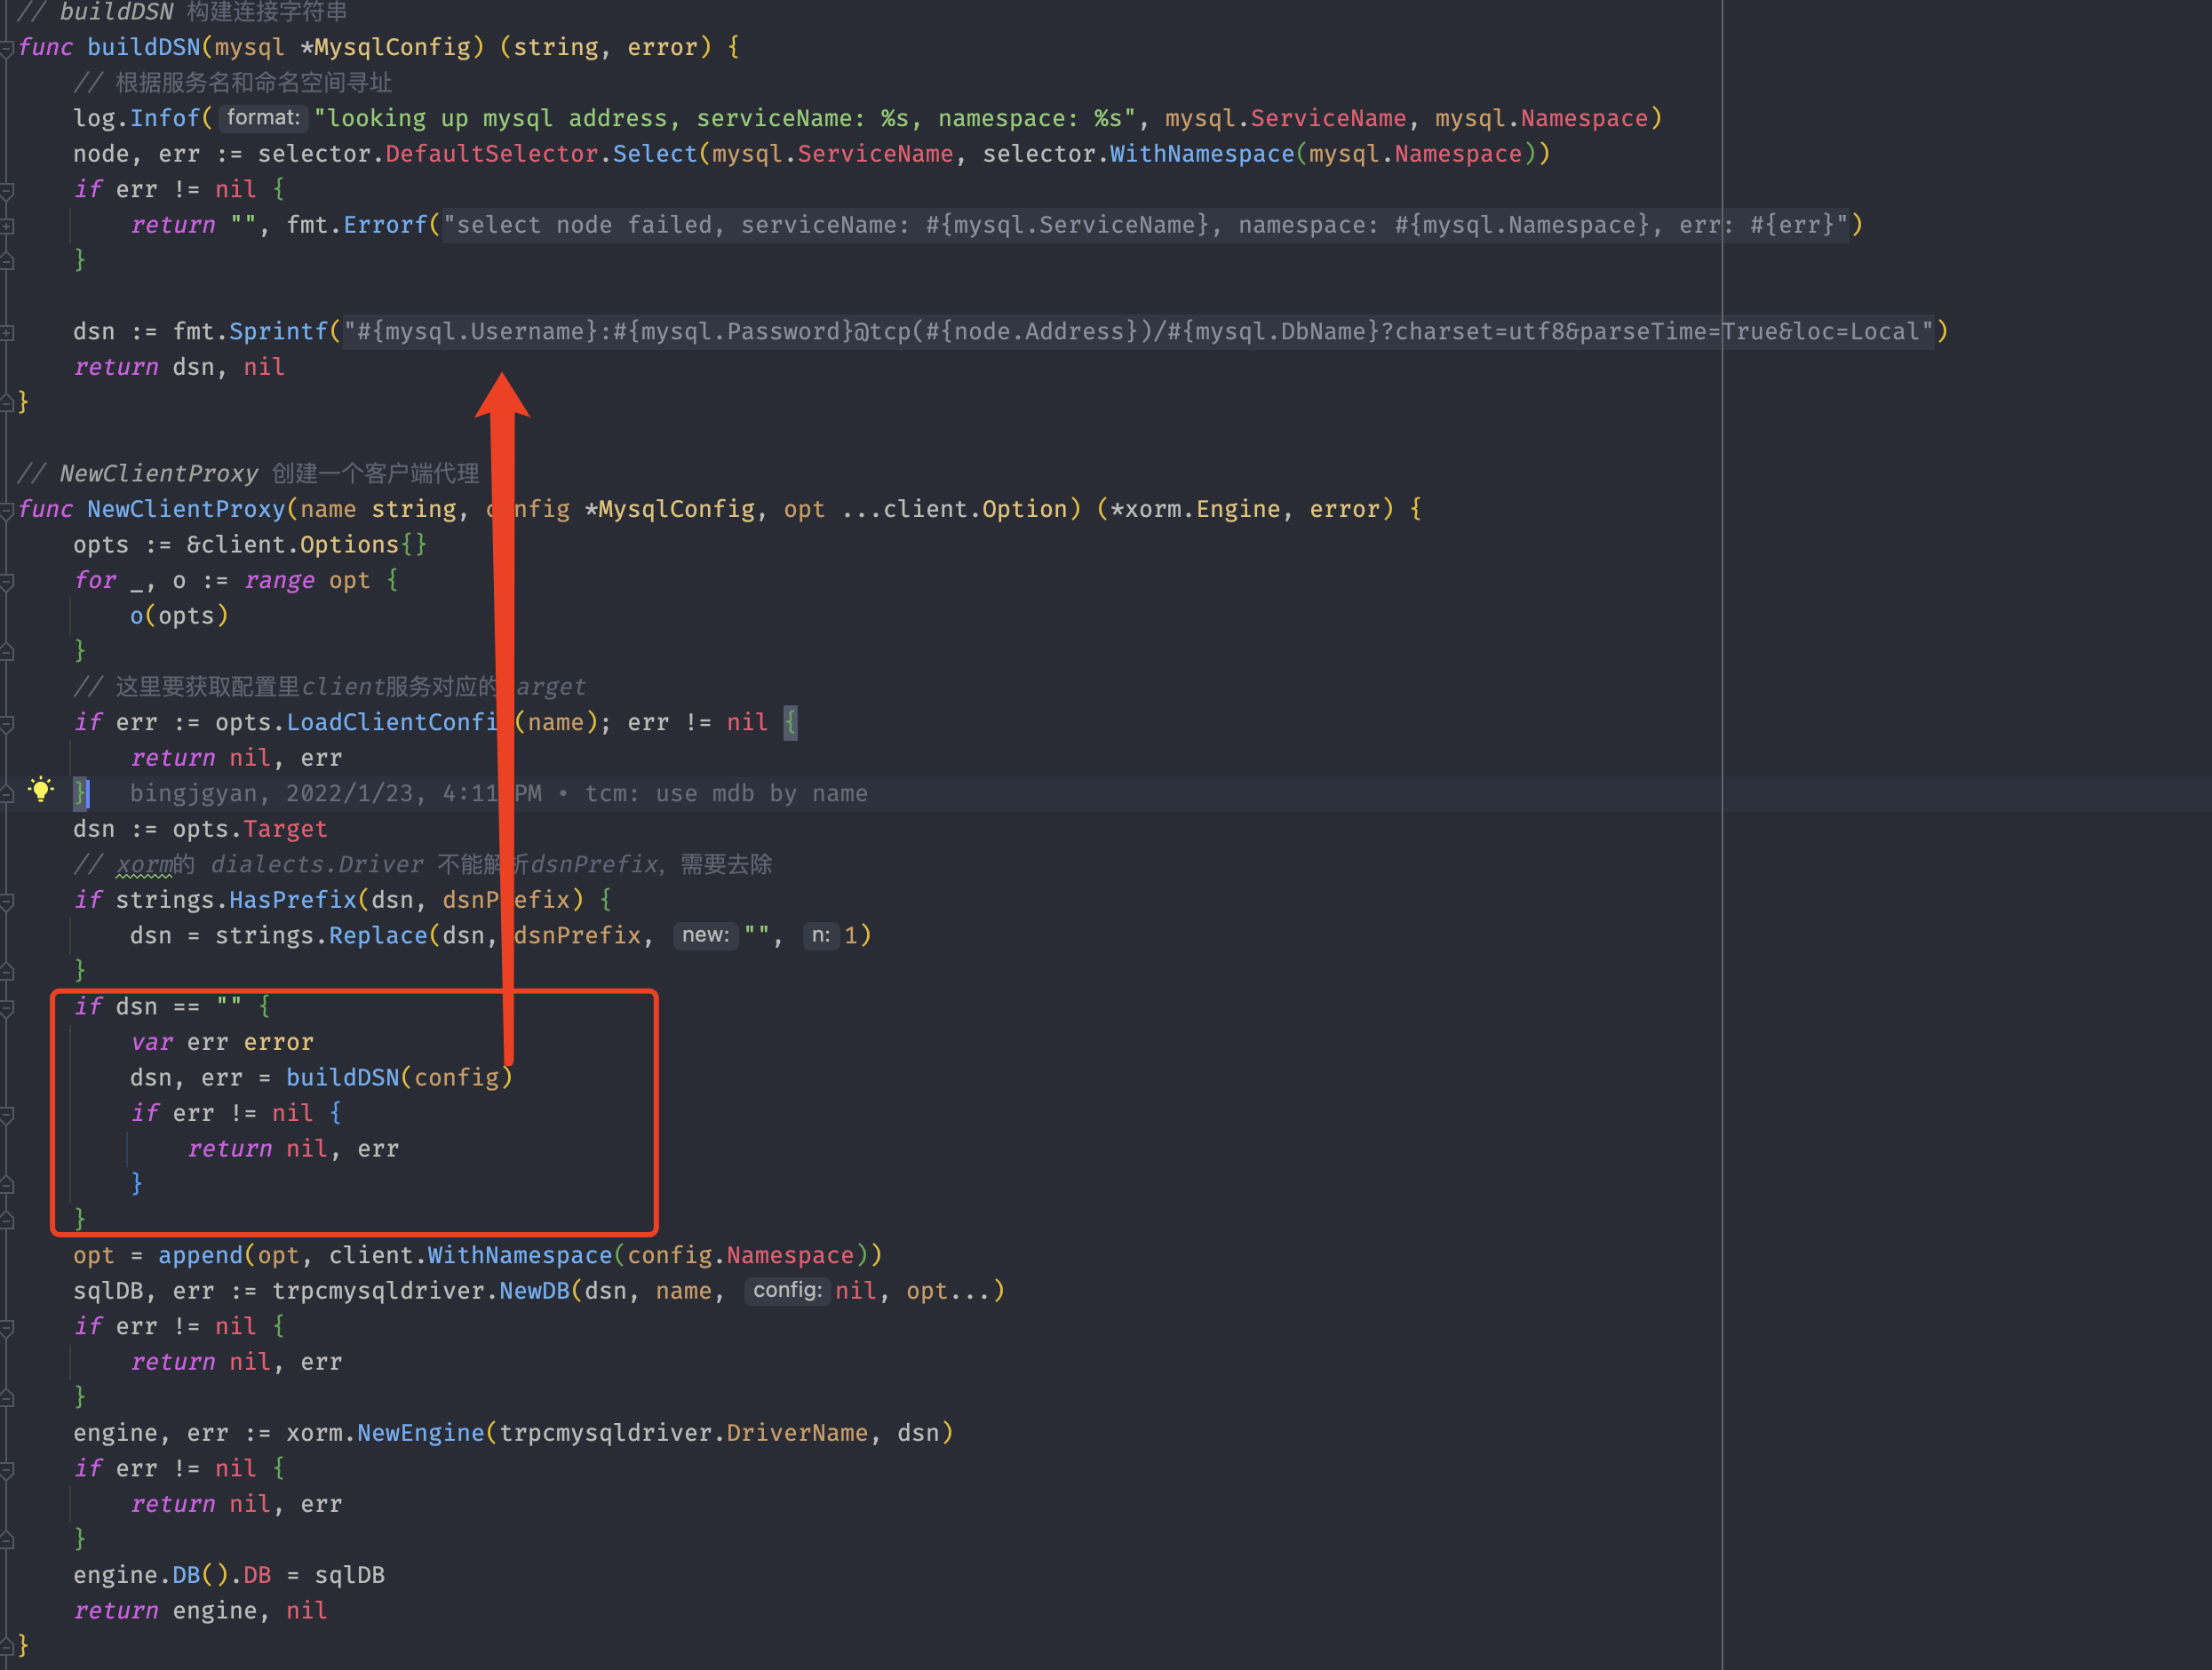 // buildDSN 构建连接字符串
func buildDSN(mysql *MysqlConfig) (string, error) {
// 根据服务名和命名空间寻址
log.Infof( format: "looking up mysql address, serviceName: %s, namespace: %s", mysql.ServiceName, mysql.Namespace)
node, err := selector.DefaultSelector.Select(mysql.ServiceName, selector.WithNamespace(mysql.Namespace))
if err != nil {
return "", fmt.Errorf("select node failed, serviceName: #{mysql.ServiceName}, namespace: #{mysql.Namespace}, err: #{err}")
}
dsn := fmt.Sprintf("#{mysql.Username}:#{mysql.Password}@tcp(#{node.Address})/#{mysql.DbName}?charset=utf8&parseTime=True&loc=Local")
return dsn, nil
}
// NewClientProxy 创建一个客户端代理
func NewClientProxy(name string, config *MysqlConfig, opt ...client.Option) (*xorm.Engine, error) {
opts := &client.Options{}
for _, o := range opt {
o(opts)
}
// 这里要获取配置里client服务对应的target
if err := opts.LoadClientConfig(name); err != nil {
return nil, err
} bingjgyan, 2022/1/23, 4:11 PM • tcm: use mdb by name
dsn := opts.Target
// xorm的 dialects.Driver 不能解析dsnPrefix, 需要去除
if strings.HasPrefix(dsn, dsnPrefix) {
dsn = strings.Replace(dsn, dsnPrefix, new: "", n: 1)
}
if dsn == "" {
var err error
dsn, err = buildDSN(config)
if err != nil {
return nil, err
}
}
opt = append(opt, client.WithNamespace(config.Namespace))
sqlDB, err := trpcmysqldriver.NewDB(dsn, name, config: nil, opt...)
if err != nil {
return nil, err
}
engine, err := xorm.NewEngine(trpcmysqldriver.DriverName, dsn)
if err != nil {
return nil, err
}
engine.DB().DB = sqlDB
return engine, nil
}